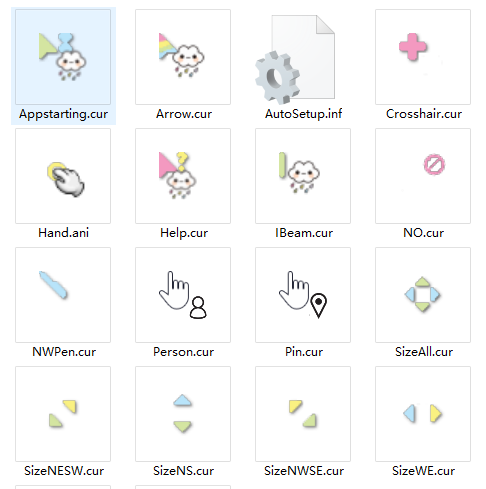 Appstarting.cur
Arrow.cur
AutoSetup.inf
Crosshair.cur
Hand.ani
Help.cur
IBeam.cur
NO.cur
NWPen.cur
Person.cur
Pin.cur
SizeAll.cur
SizeNESW.cur
SizeNS.cur
SizeNWSE.cur
SizeWE.cur